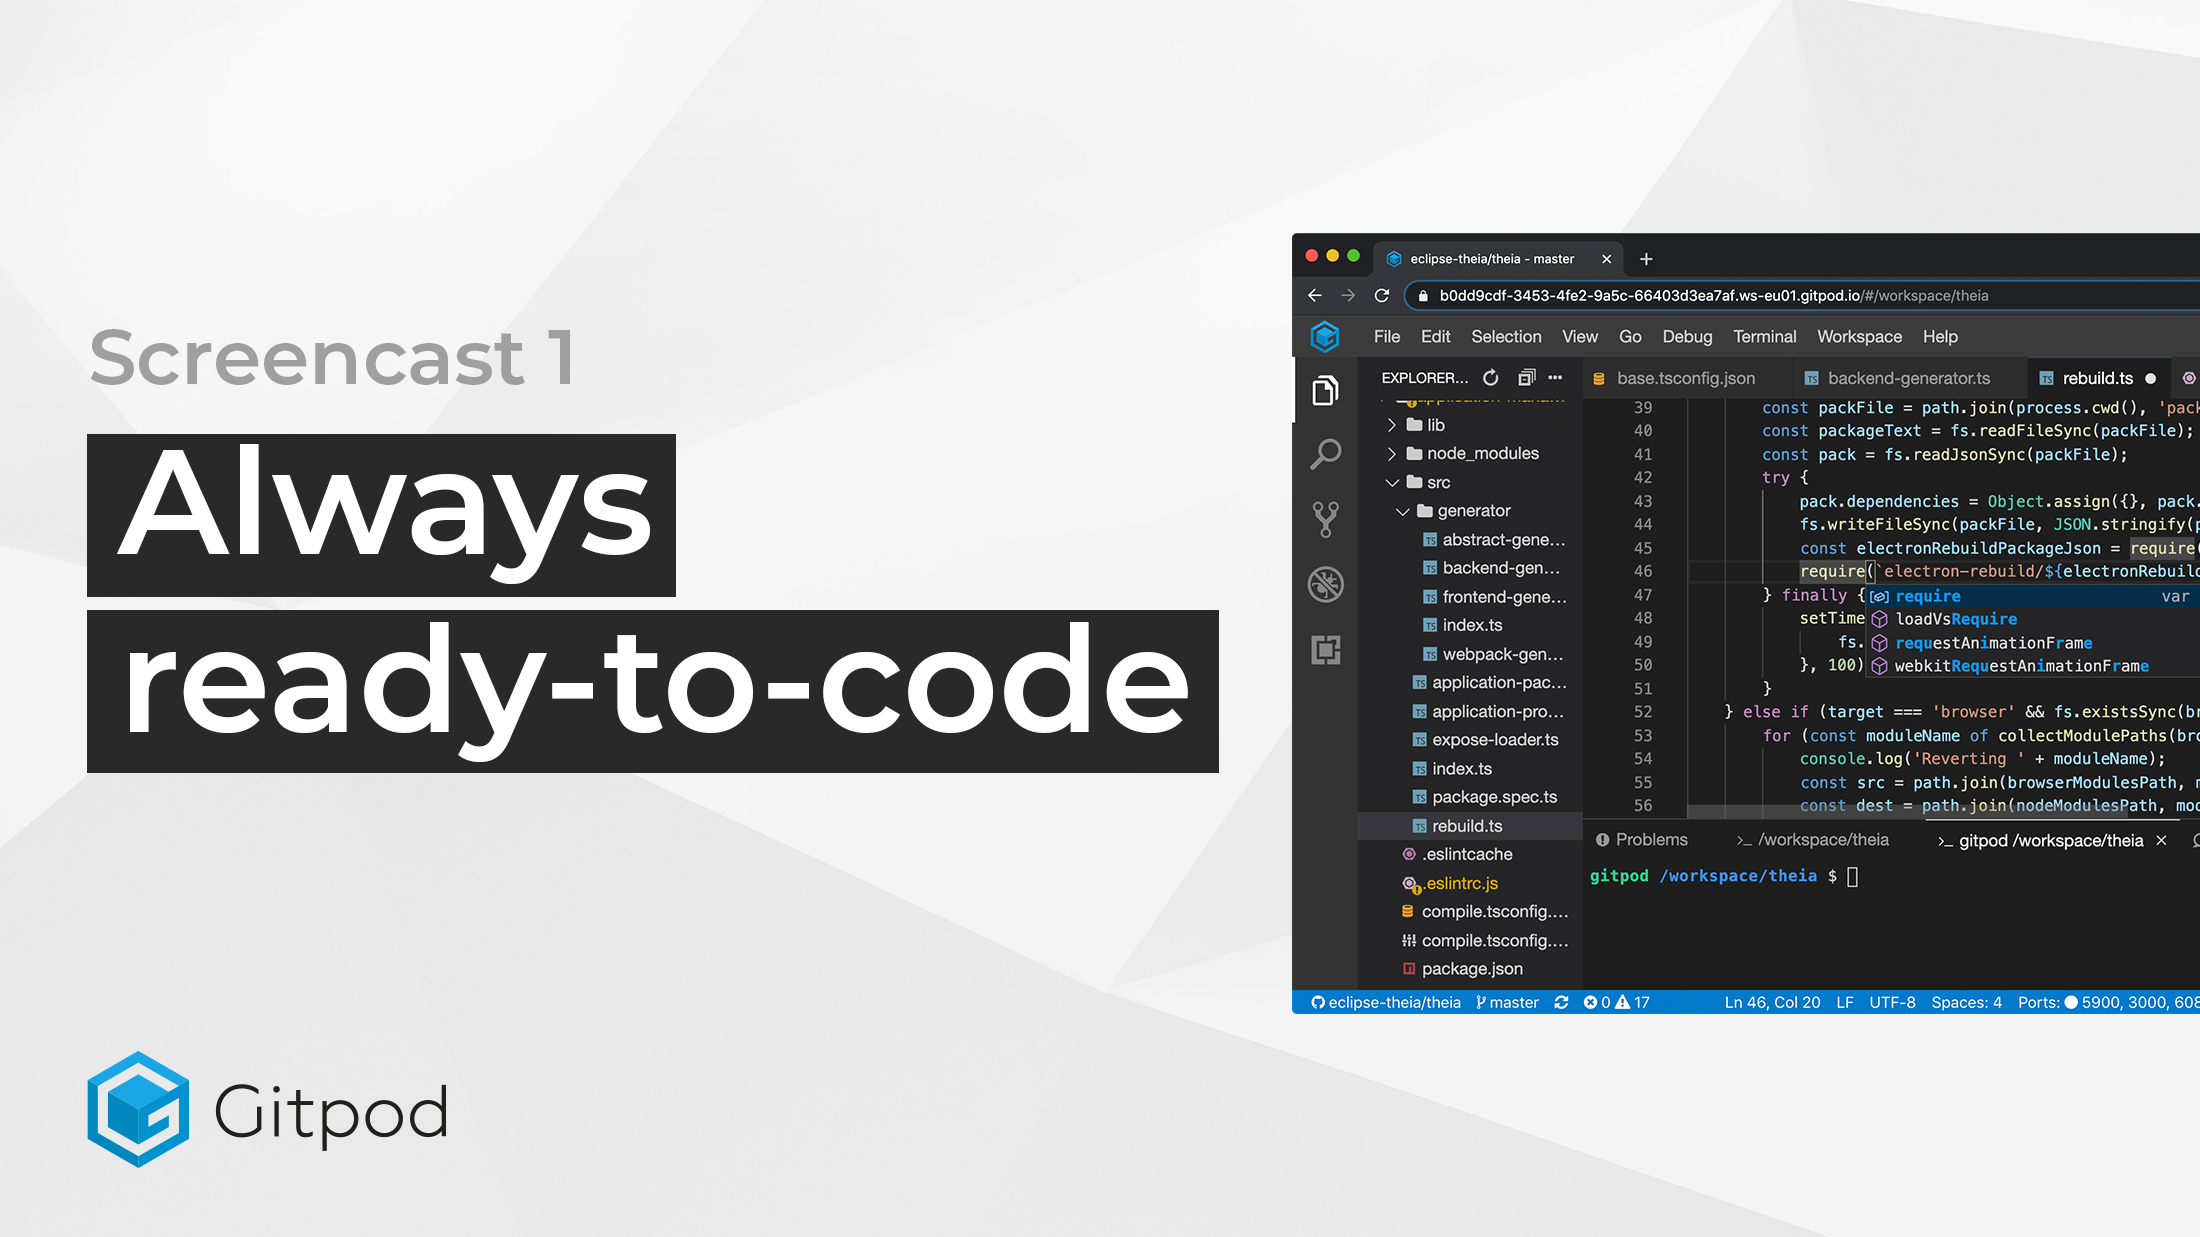 Screencast 1
Always
ready-to-code
Gitpod
eclipse-theia/theia - master
b0dd9cdf-3453-4fe2-9a5c-66403d3ea7af.ws-eu01.gitpod.io/#/workspace/theia
File Edit Selection View Go Debug Terminal Workspace Help
EXPLORER...
lib
node_modules
src
generator
abstract-gene...
backend-gen...
frontend-gene...
index.ts
webpack-gen...
application-pac...
application-pro...
expose-loader.ts
index.ts
package.spec.ts
rebuild.ts
.eslintcache
.eslintrc.js
compile.tsconfig....
compile.tsconfig....
package.json
base.tsconfig.json backend-generator.ts rebuild.ts
39 const packFile = path.join(process.cwd(), 'pack
40 const packageText = fs.readFileSync(packFile);
41 const pack = fs.readJsonSync(packFile);
42 try {
43 pack.dependencies = Object.assign({}, pack.
44 fs.writeFileSync(packFile, JSON.stringify(p
45 const electronRebuildPackageJson = require(
46 require(`electron-rebuild/${electronRebuild
47 } finally {
48 setTime
49 fs.
50 }, 100)
51 }
52 } else if (target === 'browser' && fs.existsSync(br
53 for (const moduleName of collectModulePaths(bro
54 console.log('Reverting ' + moduleName);
55 const src = path.join(browserModulesPath, m
56 const dest = path.join(nodeModulesPath, mod
require var
loadVsRequire
requestAnimationFrame
webkitRequestAnimationFrame
Problems >_ /workspace/theia >_ gitpod /workspace/theia
gitpod /workspace/theia $
eclipse-theia/theia master 0 17 Ln 46, Col 20 LF UTF-8 Spaces: 4 Ports: 5900, 3000, 608